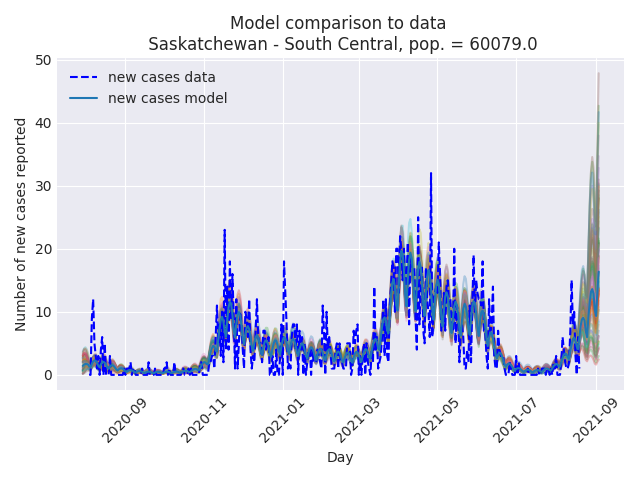 Model comparison to data
Saskatchewan - South Central, pop. = 60079.0
new cases data
new cases model
Number of new cases reported
50
40
30
20
10
0
2020-09
2020-11
2021-01
2021-03
2021-05
2021-07
2021-09
Day